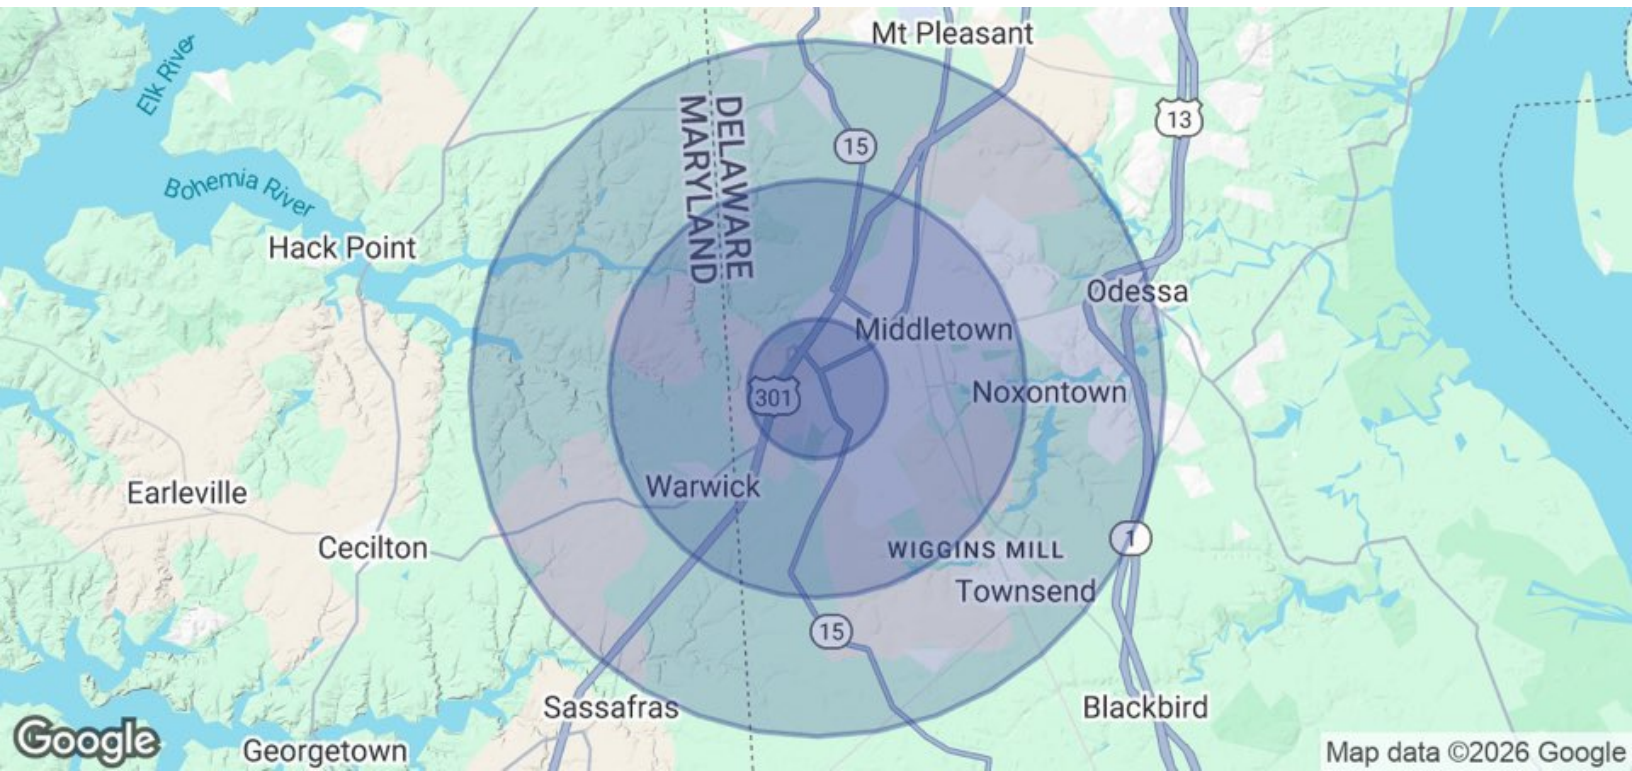 Mt Pleasant
Elk River
DELAWARE
MARYLAND
13
15
Bohemia River
Hack Point
Odessa
Middletown
301
Noxontown
Warwick
Earleville
Cecilton
WIGGINS MILL
1
Townsend
15
Sassafras
Blackbird
Google
Georgetown
Map data ©2026 Google